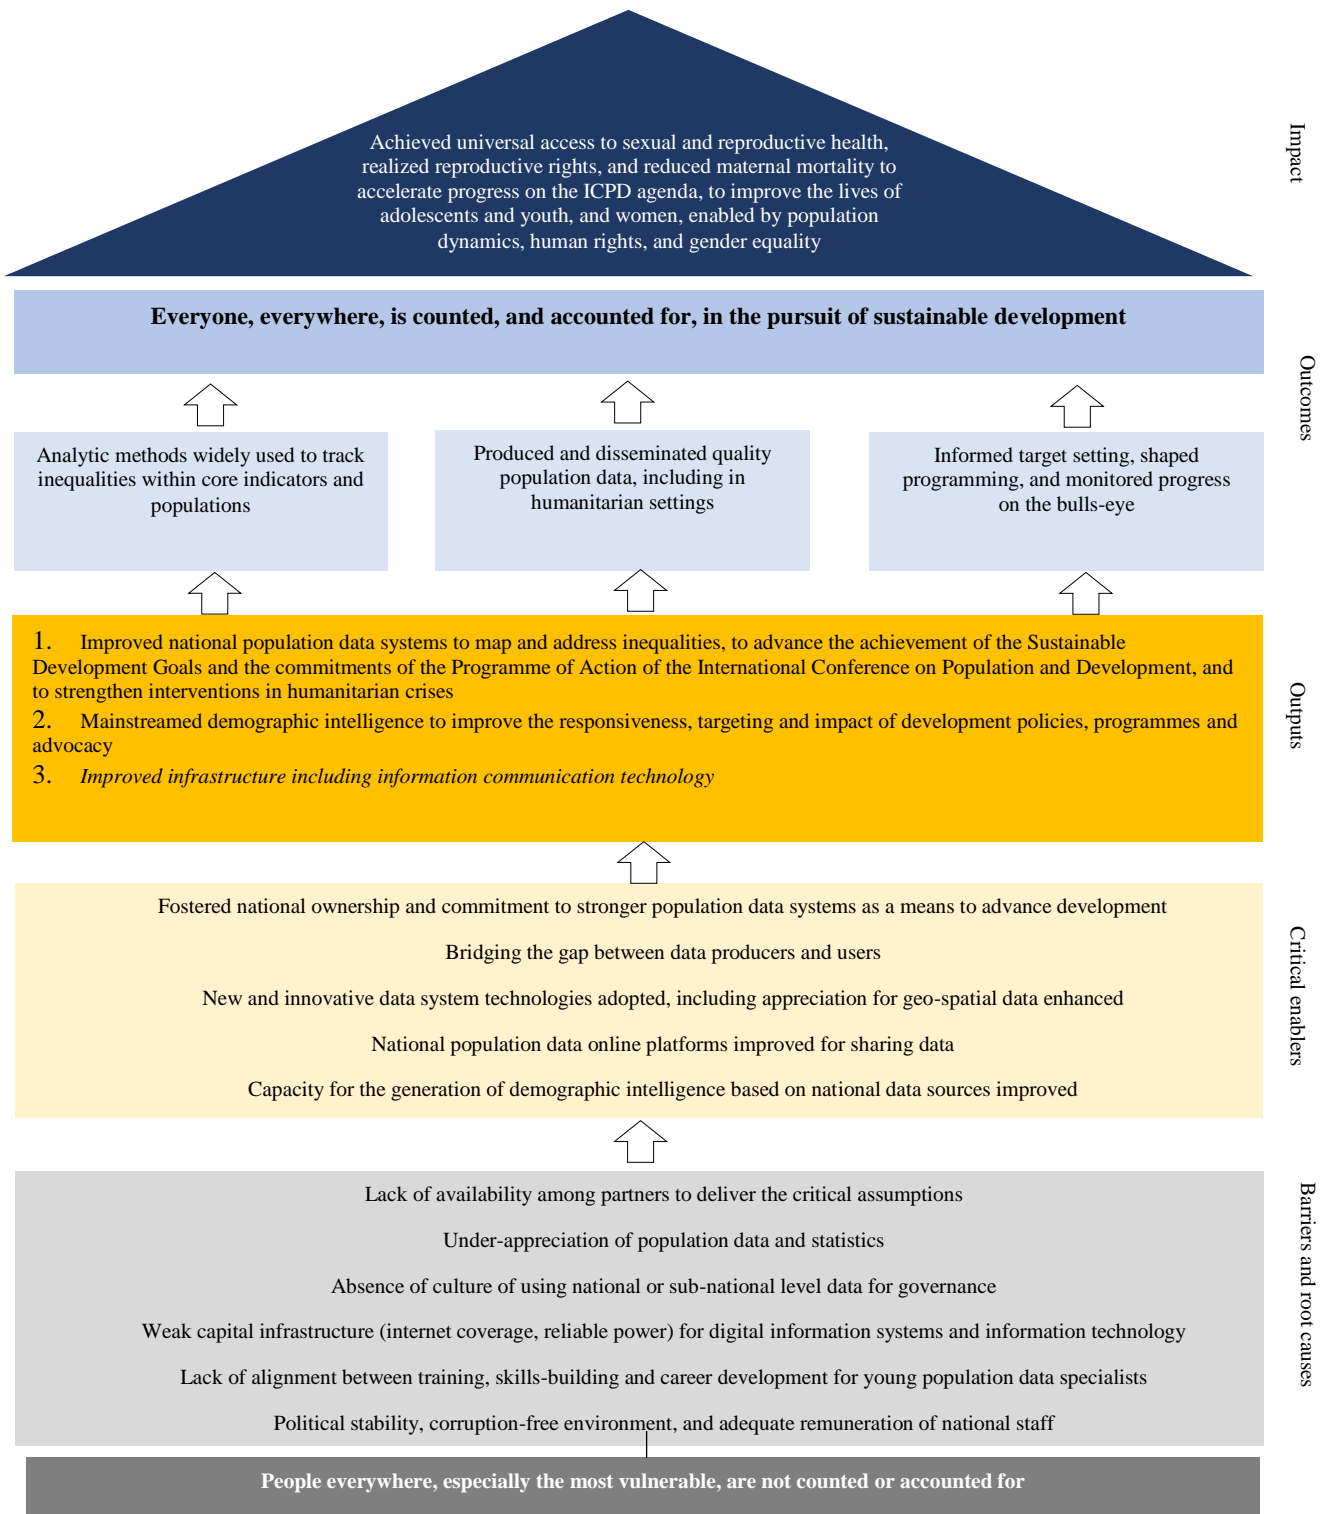 Achieved universal access to sexual and reproductive health,
realized reproductive rights, and reduced maternal mortality to
accelerate progress on the ICPD agenda, to improve the lives of
adolescents and youth, and women, enabled by population
dynamics, human rights, and gender equality
Impact
Everyone, everywhere, is counted, and accounted for, in the pursuit of sustainable development
Outcomes
Analytic methods widely used to track
inequalities within core indicators and
populations
Produced and disseminated quality
population data, including in
humanitarian settings
Informed target setting, shaped
programming, and monitored progress
on the bulls-eye
1. Improved national population data systems to map and address inequalities, to advance the achievement of the Sustainable
Development Goals and the commitments of the Programme of Action of the International Conference on Population and Development, and
to strengthen interventions in humanitarian crises
2. Mainstreamed demographic intelligence to improve the responsiveness, targeting and impact of development policies, programmes and
advocacy
3. Improved infrastructure including information communication technology
Outputs
Fostered national ownership and commitment to stronger population data systems as a means to advance development
Bridging the gap between data producers and users
New and innovative data system technologies adopted, including appreciation for geo-spatial data enhanced
National population data online platforms improved for sharing data
Capacity for the generation of demographic intelligence based on national data sources improved
Critical enablers
Lack of availability among partners to deliver the critical assumptions
Under-appreciation of population data and statistics
Absence of culture of using national or sub-national level data for governance
Weak capital infrastructure (internet coverage, reliable power) for digital information systems and information technology
Lack of alignment between training, skills-building and career development for young population data specialists
Political stability, corruption-free environment, and adequate remuneration of national staff
Barriers and root causes
People everywhere, especially the most vulnerable, are not counted or accounted for